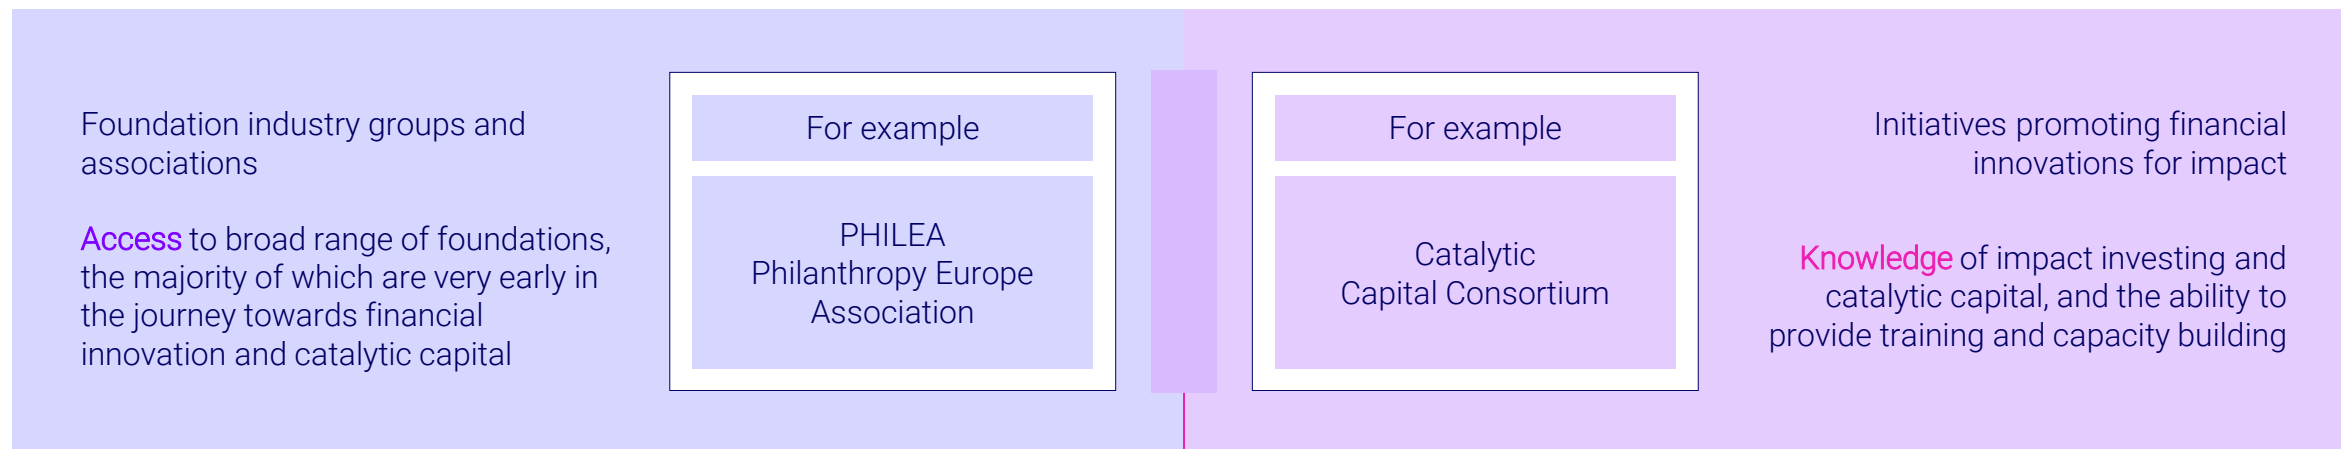 Foundation industry groups and
associations
Access to broad range of foundations,
the majority of which are very early in
the journey towards financial
innovation and catalytic capital
For example
PHILEA
Philanthropy Europe
Association
For example
Catalytic
Capital Consortium
Initiatives promoting financial
innovations for impact
Knowledge of impact investing and
catalytic capital, and the ability to
provide training and capacity building